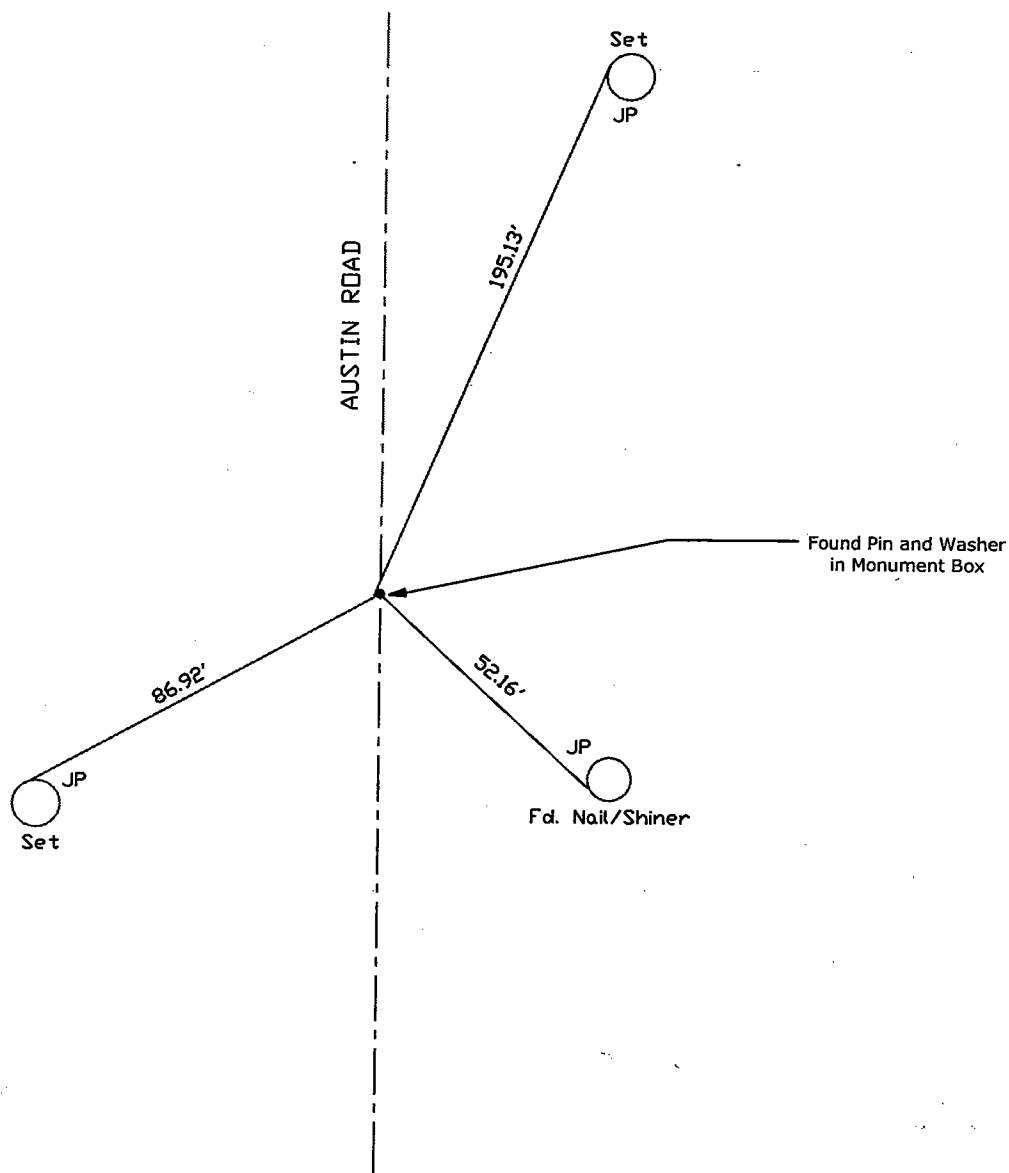 Set
JP
195.13'
AUSTIN ROAD
Found Pin and Washer
in Monument Box
86.92'
52.16'
JP
JP
Fd. Nail/Shiner
Set